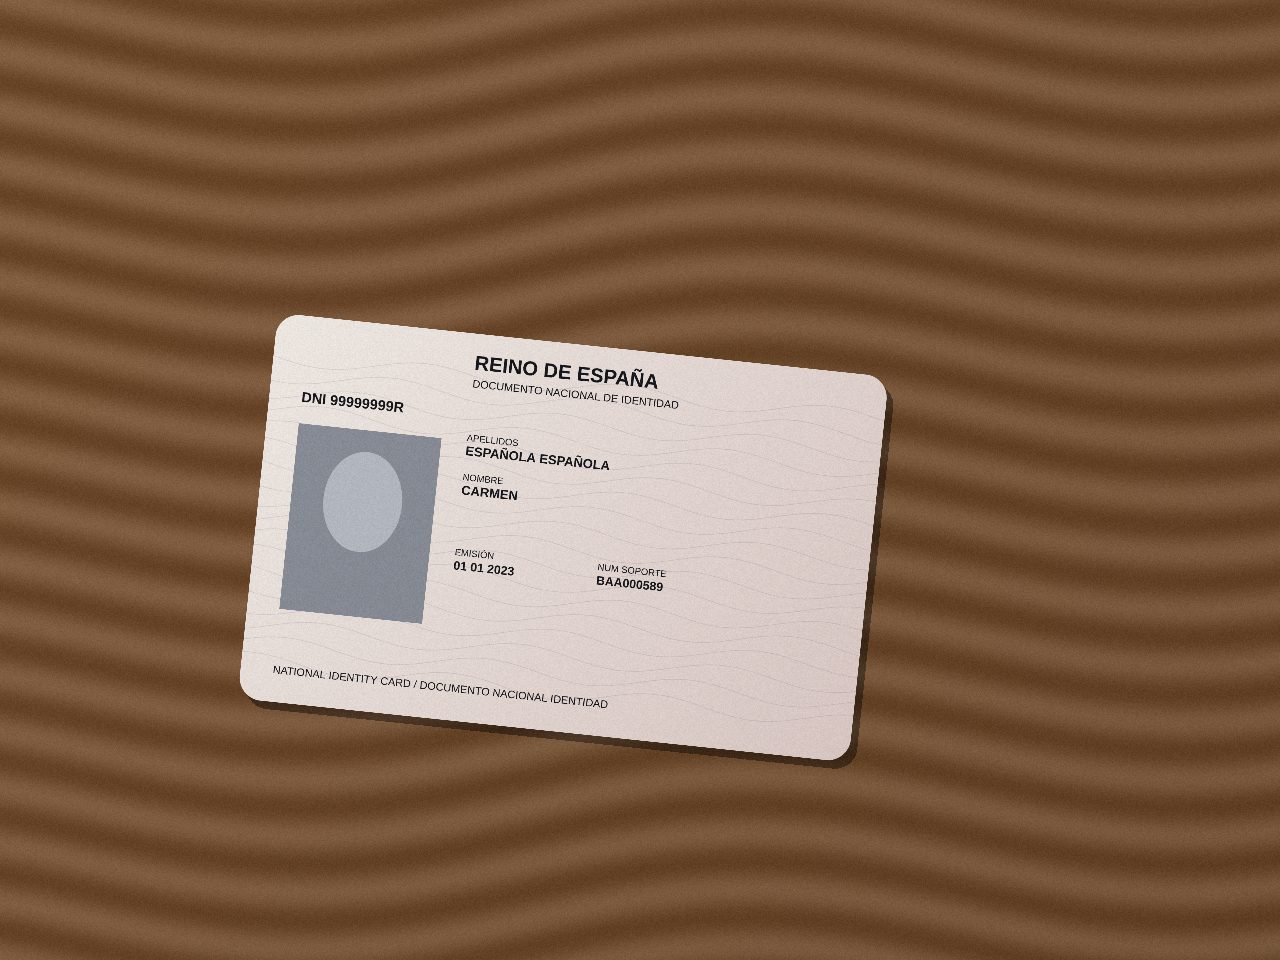 REINO DE ESPAÑA
DOCUMENTO NACIONAL DE IDENTIDAD
DNI 99999999R
APELLIDOS
ESPAÑOLA ESPAÑOLA
NOMBRE
CARMEN
EMISIÓN
01 01 2023
NUM SOPORTE
BAA000589
NATIONAL IDENTITY CARD / DOCUMENTO NACIONAL IDENTIDAD